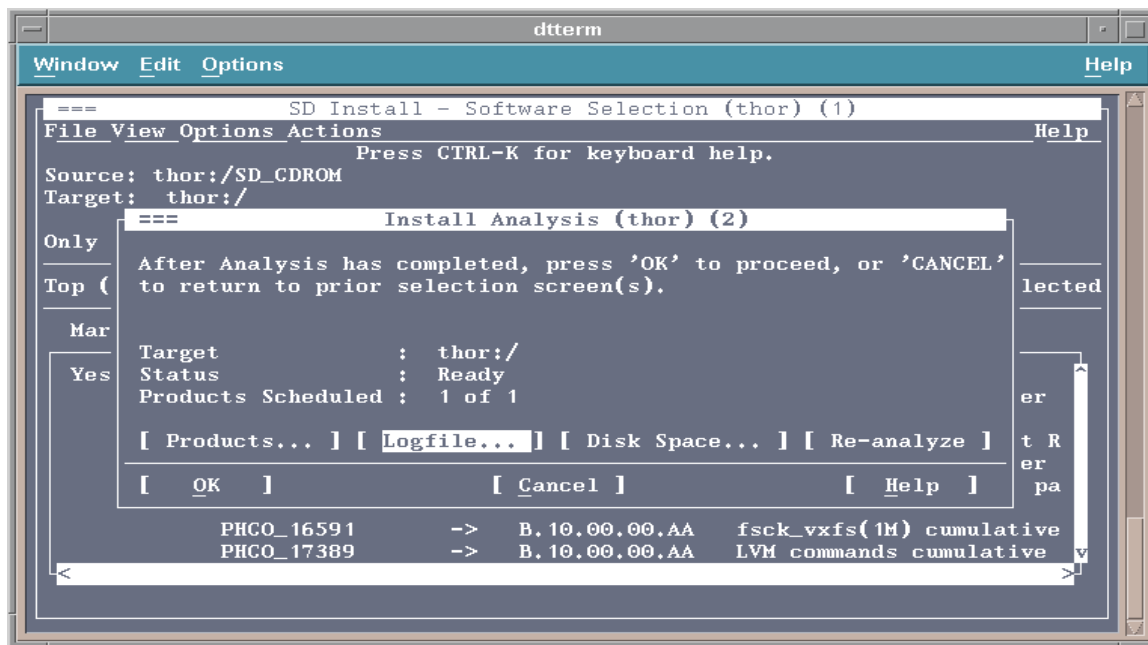 dtterm
Window Edit Options Help
=== SD Install - Software Selection (thor) (1)
File View Options Actions Help
Press CTRL-K for keyboard help.
Source: thor:/SD_CDROM
Target: thor:/
=== Install Analysis (thor) (2)
Only
After Analysis has completed, press 'OK' to proceed, or 'CANCEL'
Top ( to return to prior selection screen(s). lected
Mar
Target : thor:/
Yes Status : Ready
Products Scheduled : 1 of 1 er
[ Products... ] [ Logfile... ] [ Disk Space... ] [ Re-analyze ] t R
er
[ OK ] [ Cancel ] [ Help ] pa
PHCO_16591 -> B.10.00.00.AA fsck_vxfs(1M) cumulative
PHCO_17389 -> B.10.00.00.AA LVM commands cumulative